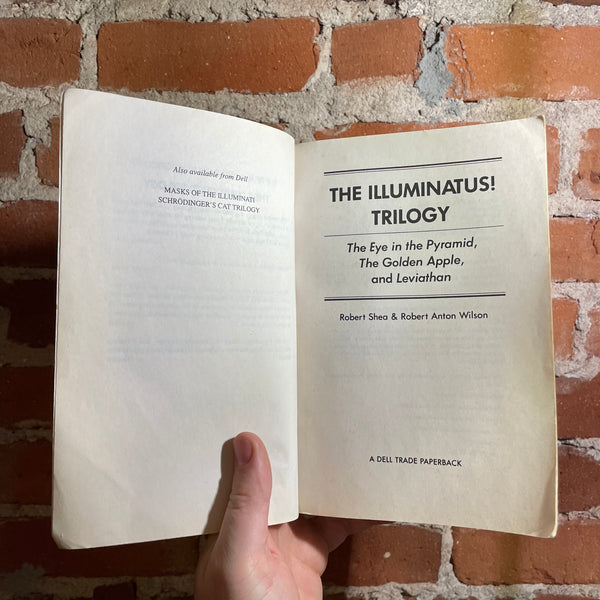 Also available from Dell
MASKS OF THE ILLUMINATI
SCHRÖDINGER'S CAT TRILOGY
THE ILLUMINATUS!
TRILOGY
The Eye in the Pyramid,
The Golden Apple,
and Leviathan
Robert Shea & Robert Anton Wilson
A DELL TRADE PAPERBACK